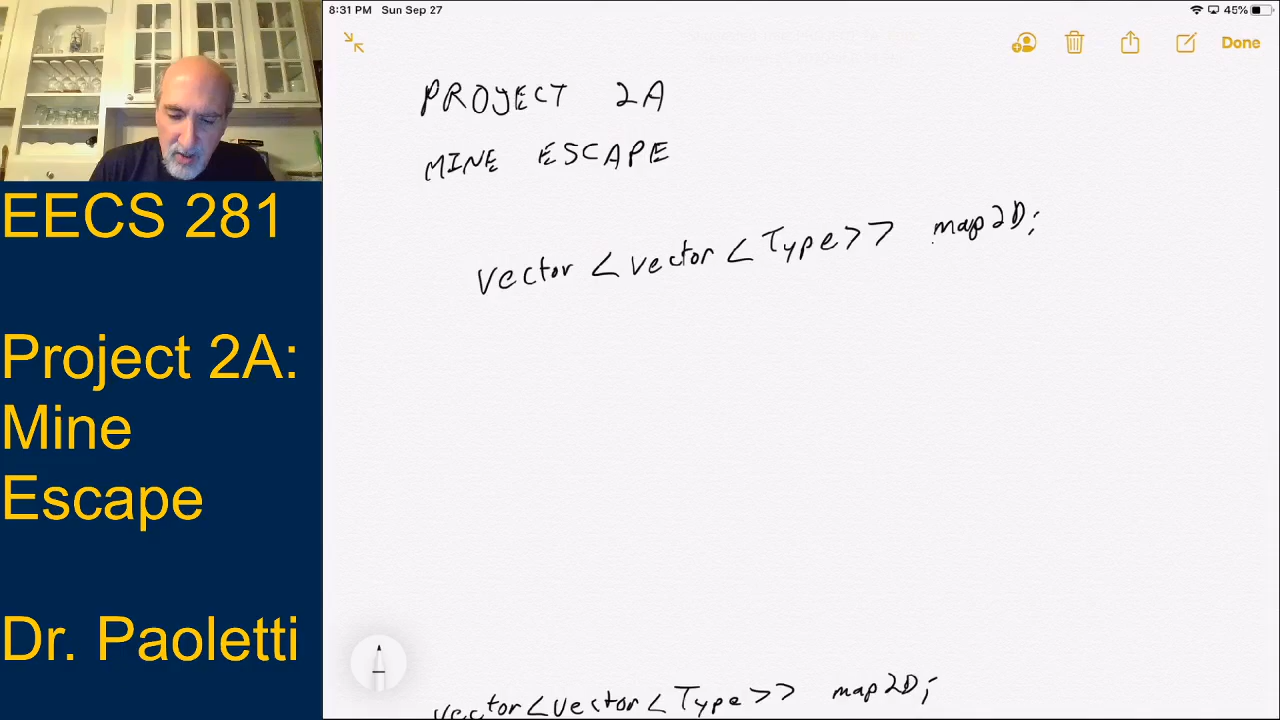 8:31 PM Sun Sep 27
45%
Done
EECS 281
Project 2A:
Mine
Escape
Dr. Paoletti
PROJECT 2A
MINE ESCAPE
vector <vector <Type>> map2D;
vector<vector<Type>> map2D;